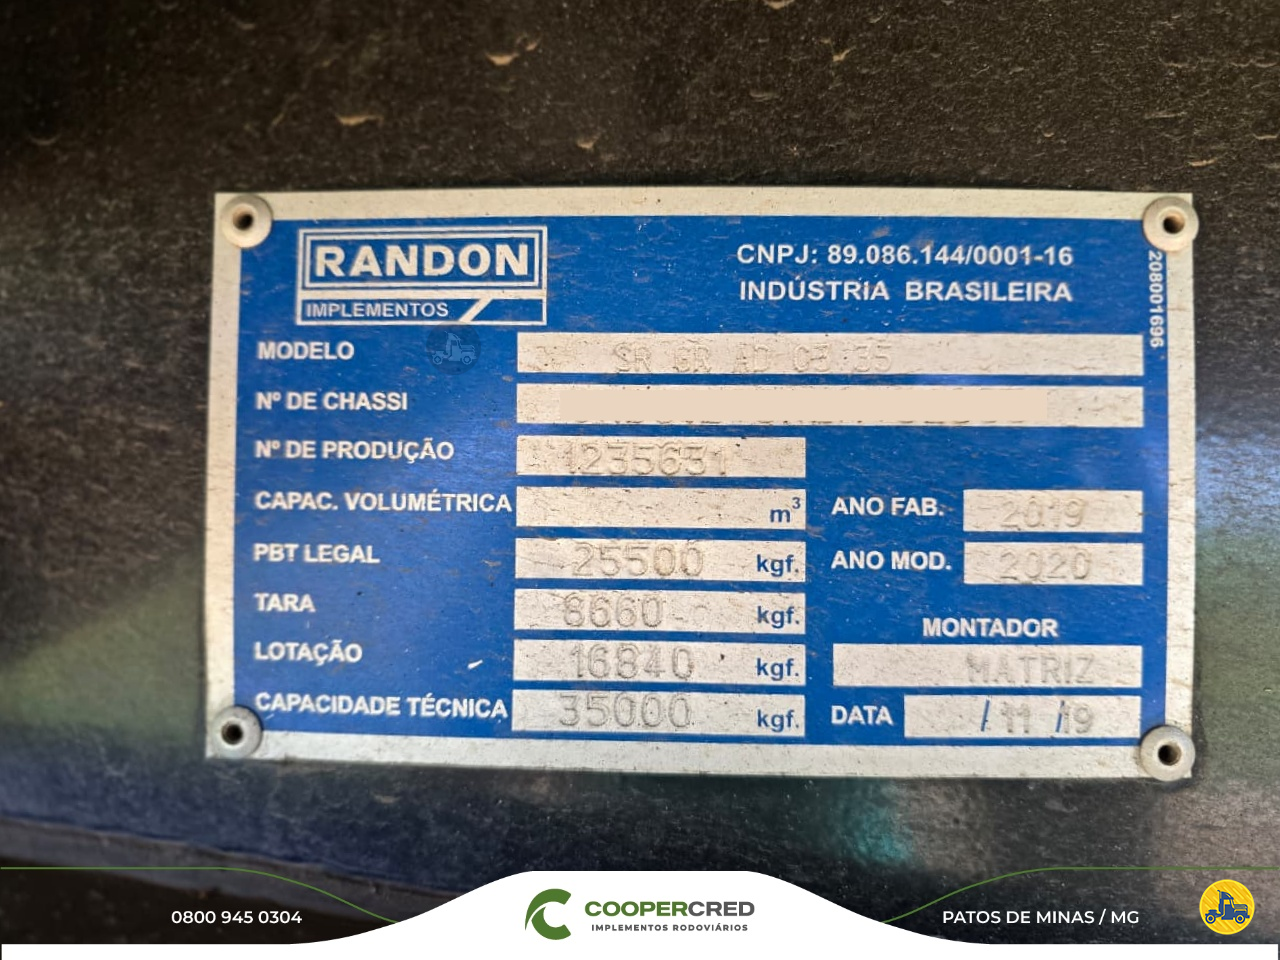 RANDON
IMPLEMENTOS
CNPJ: 89.086.144/0001-16
INDÚSTRIA BRASILEIRA
208001696
MODELO SR GR AD C3 35
Nº DE CHASSI
Nº DE PRODUÇÃO 1235631
CAPAC. VOLUMÉTRICA m³
ANO FAB. 2019
PBT LEGAL 25500 kgf.
ANO MOD. 2020
TARA 8660 kgf.
MONTADOR
LOTAÇÃO 16840 kgf.
MATRIZ
CAPACIDADE TÉCNICA 35000 kgf.
DATA / 11 /19
0800 945 0304
COOPERCRED
IMPLEMENTOS RODOVIÁRIOS
PATOS DE MINAS / MG